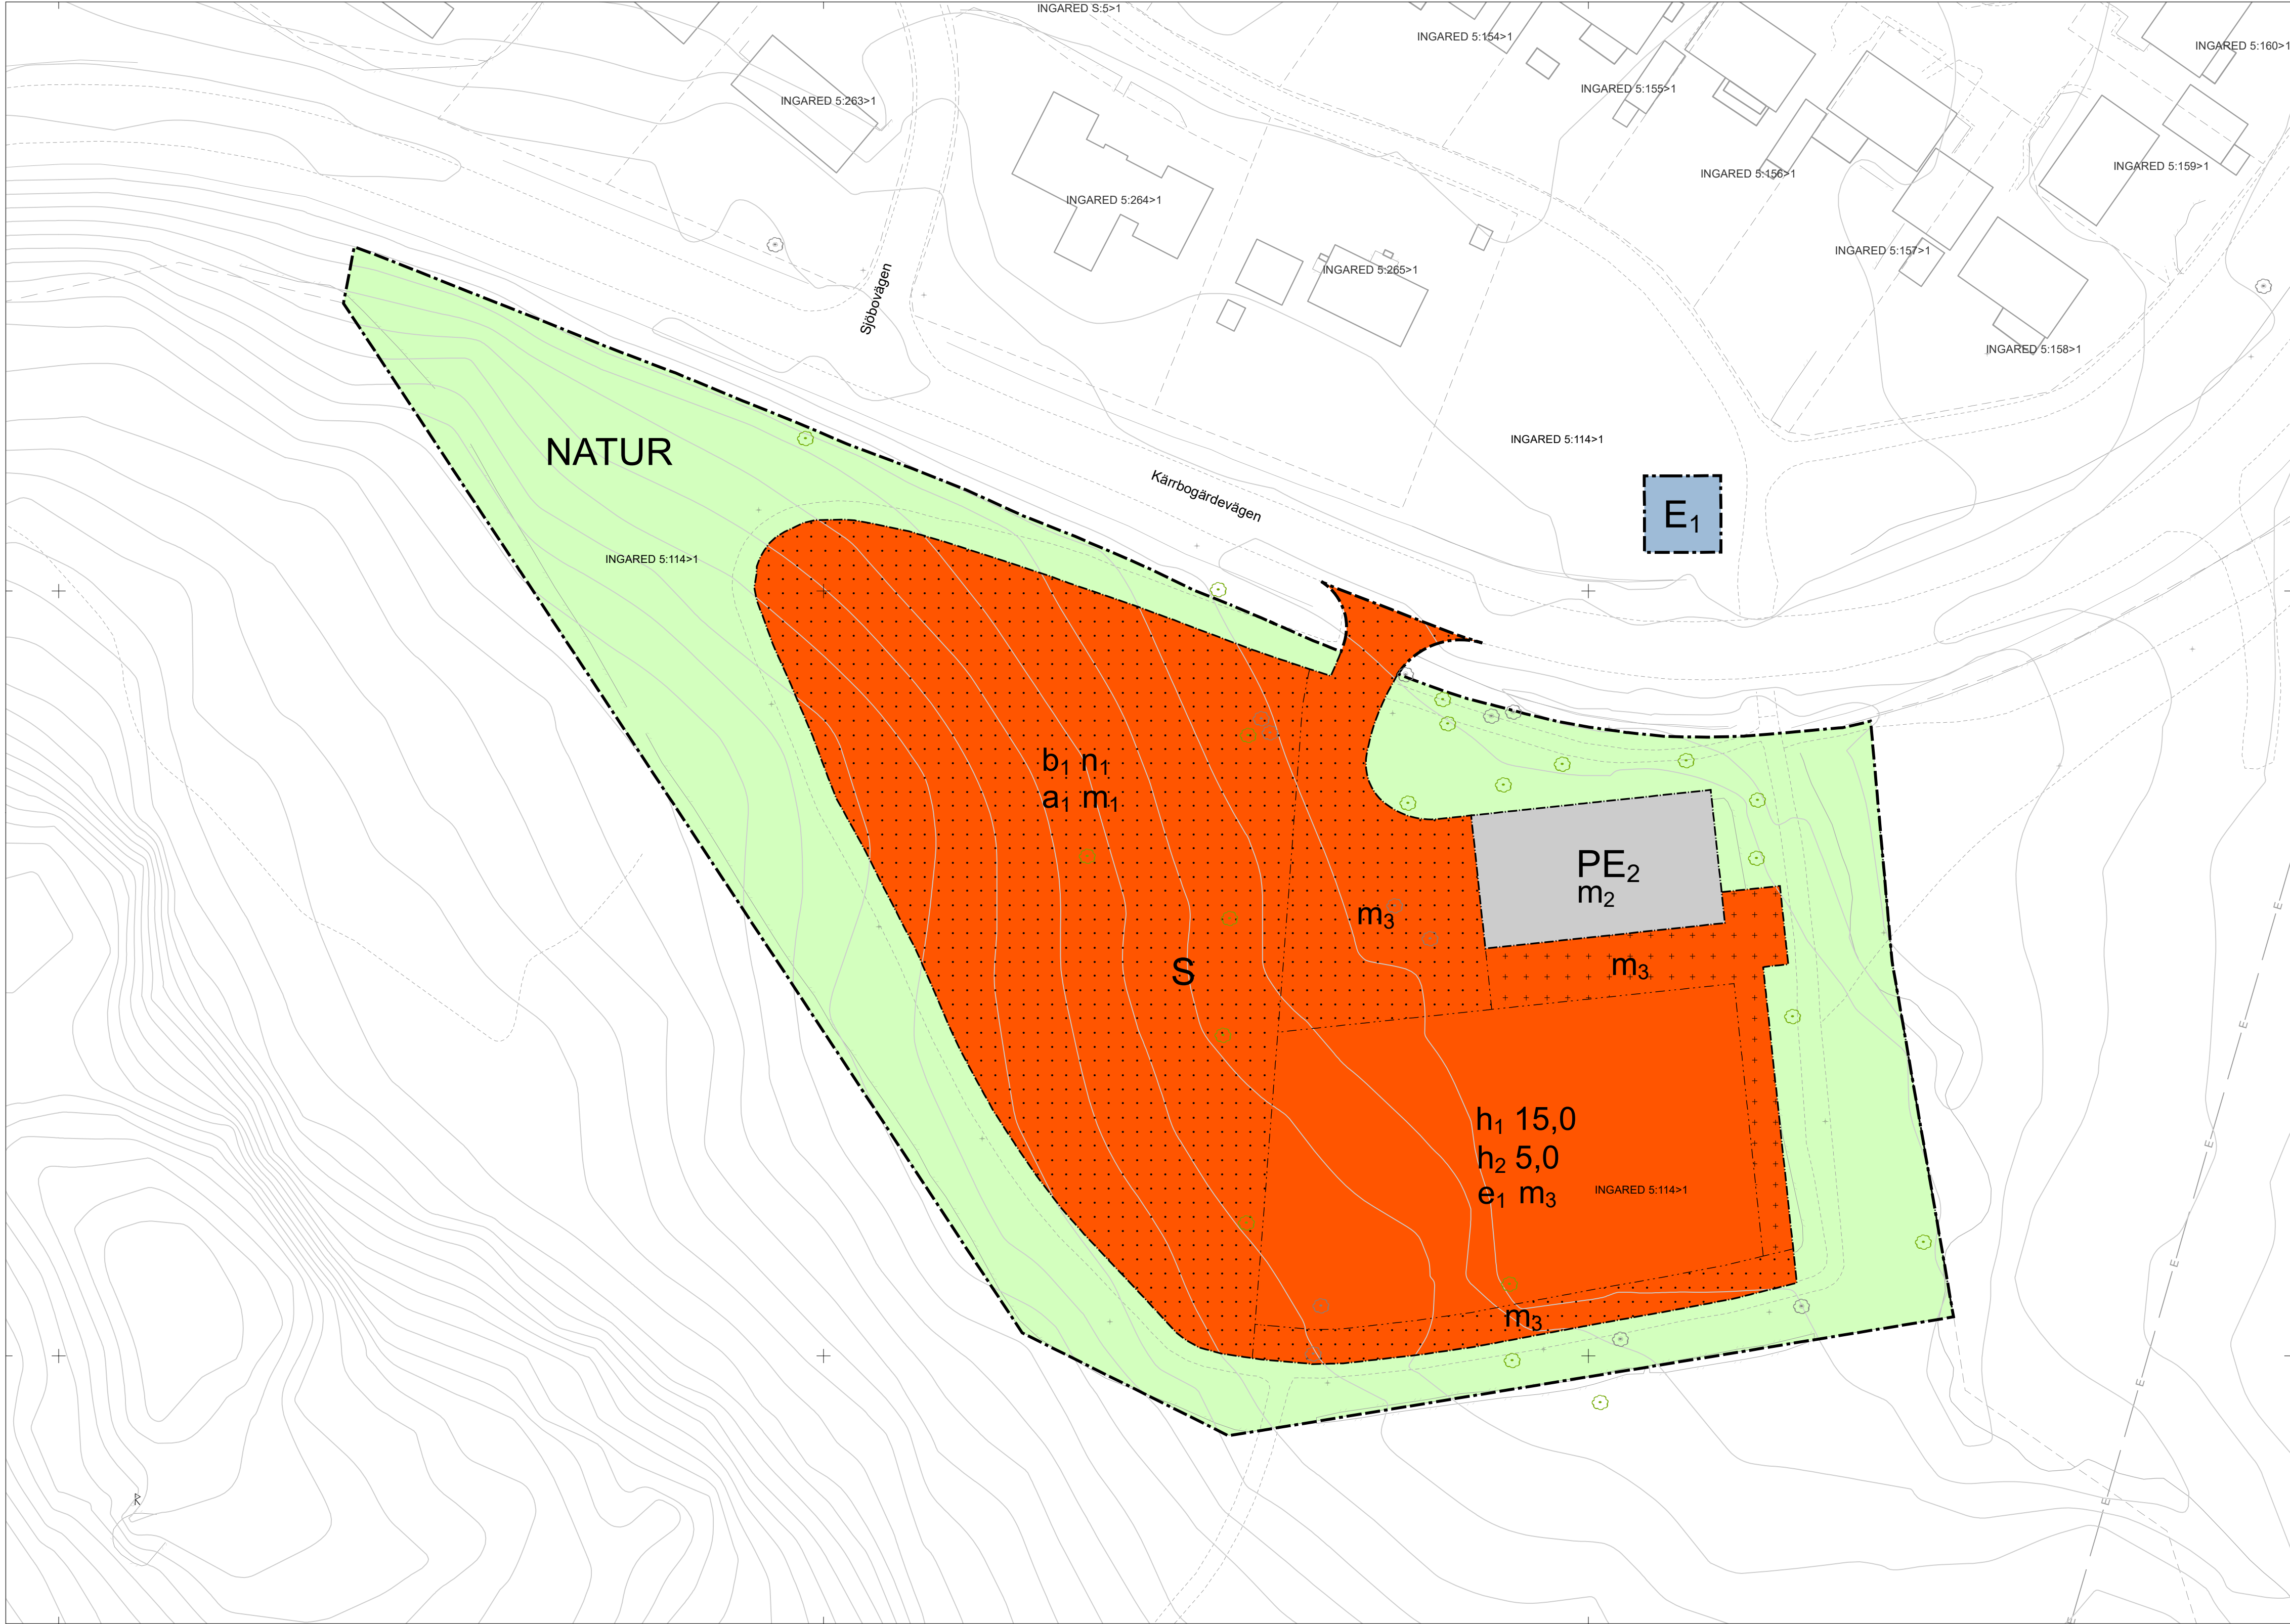 INGARED S:5>1
INGARED 5:154>1
INGARED 5:160>1
INGARED 5:155>1
INGARED 5:263>1
INGARED 5:159>1
INGARED 5:156>1
INGARED 5:264>1
INGARED 5:157>1
INGARED 5:265>1
Sjöbovägen
INGARED 5:158>1
INGARED 5:114>1
NATUR
Kärrbogärdevägen
E1
INGARED 5:114>1
b1 n1
a1 m1
PE2
m2
m3
m3
S
h1 15,0
h2 5,0
e1 m3
INGARED 5:114>1
m3
E
E
E
E
E
E
E
R